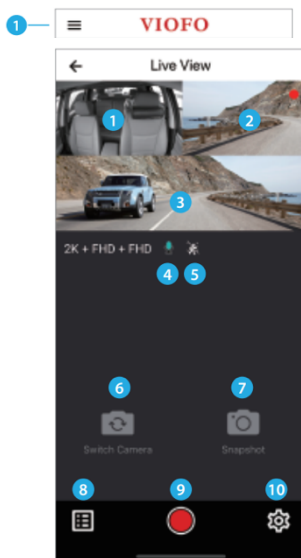 1 VIOFO
Live View
1 2
3
2K + FHD + FHD
4 5
6 7
Switch Camera Snapshot
8 9 10